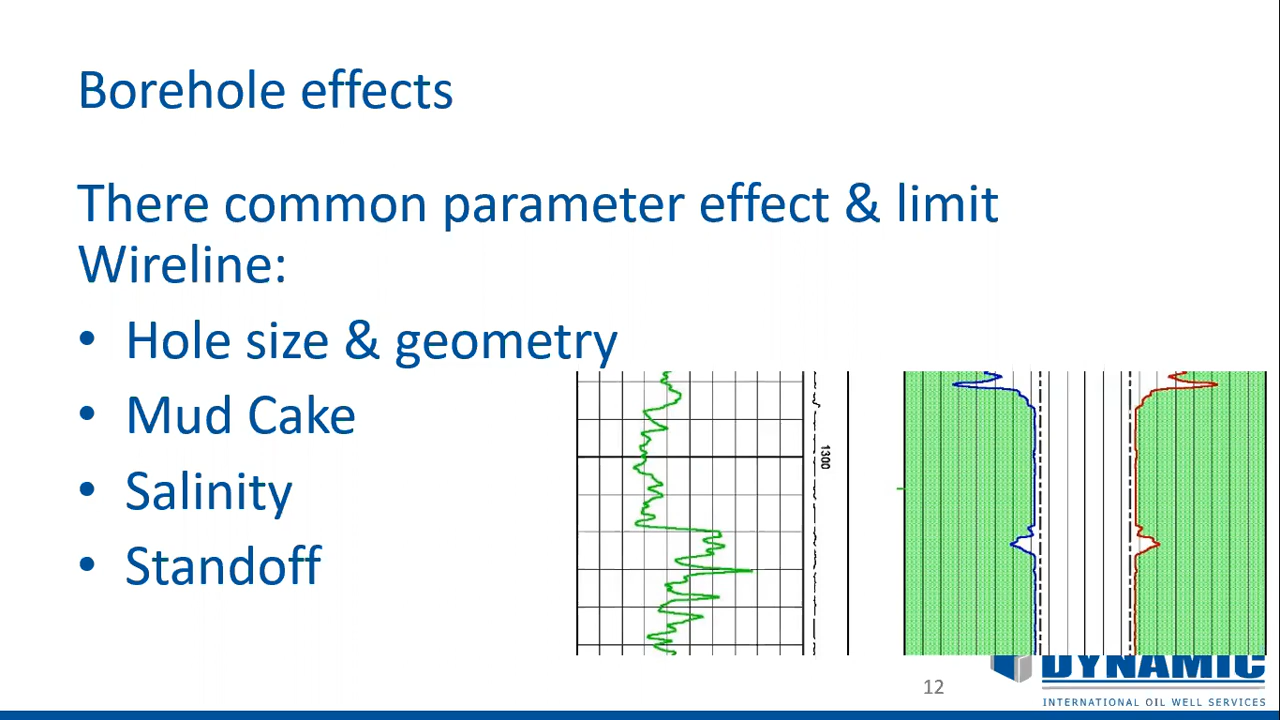 Borehole effects
There common parameter effect & limit
Wireline:
• Hole size & geometry
• Mud Cake
• Salinity
• Standoff
1300
12
DYNAMIC
INTERNATIONAL OIL WELL SERVICES